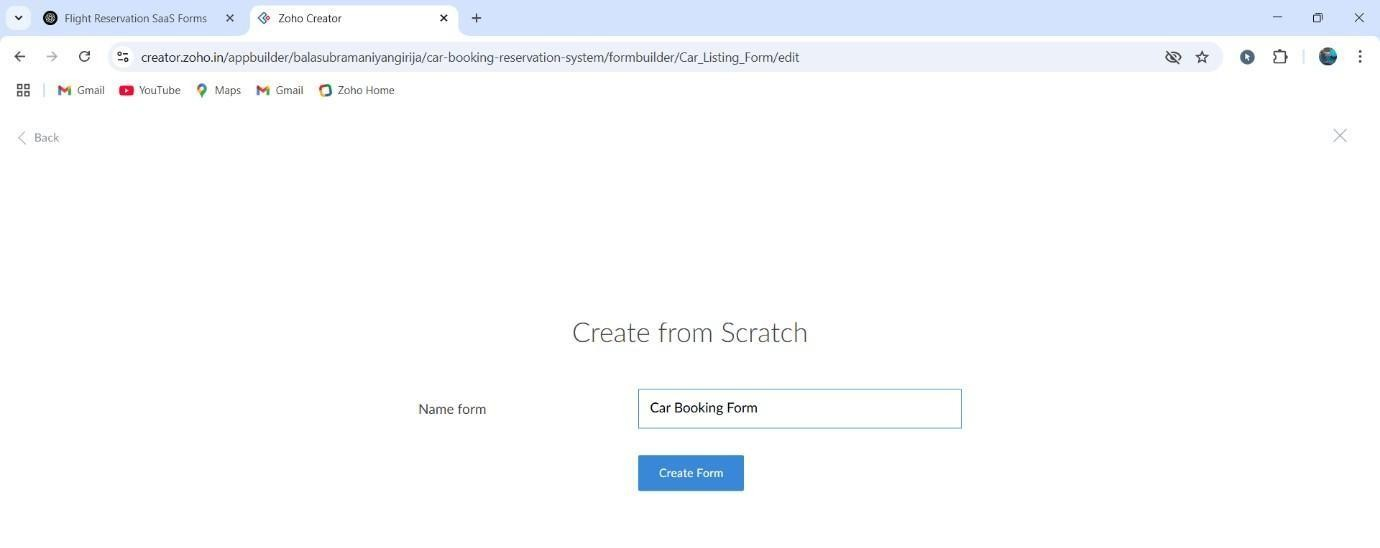 Flight Reservation SaaS Forms
Zoho Creator
creator.zoho.in/appbuilder/balasubramaniyangirija/car-booking-reservation-system/formbuilder/Car_Listing_Form/edit
Gmail YouTube Maps Gmail Zoho Home
Back
Create from Scratch
Name form Car Booking Form
Create Form